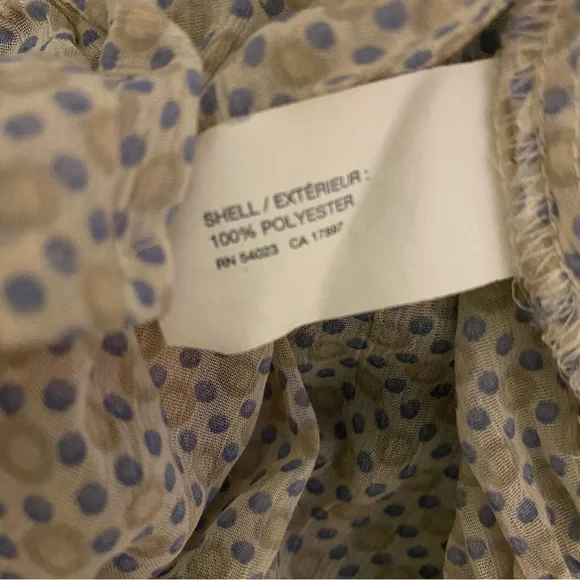 SHELL / EXTÉRIEUR :
100% POLYESTER
RN 54023 CA 17897